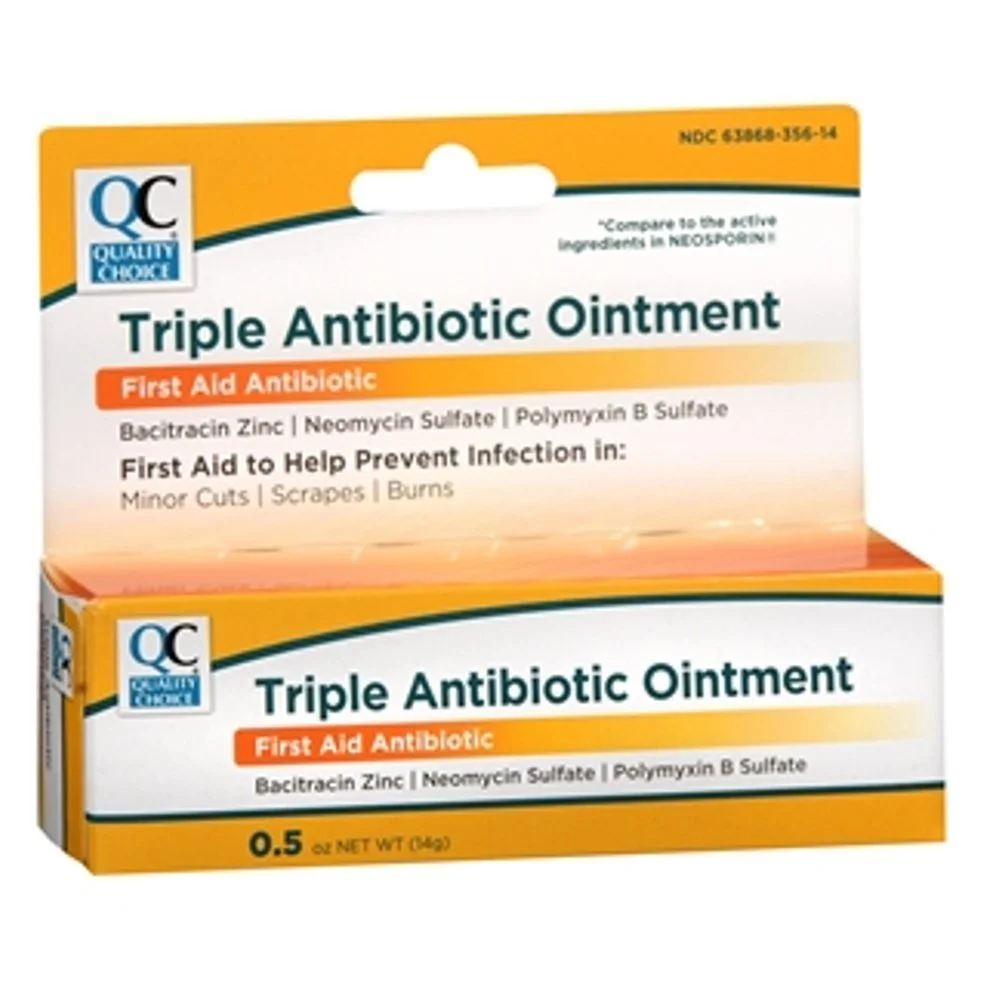 NDC 63868-356-14
QC
QUALITY
CHOICE
*Compare to the active
ingredients in NEOSPORIN®
Triple Antibiotic Ointment
First Aid Antibiotic
Bacitracin Zinc | Neomycin Sulfate | Polymyxin B Sulfate
First Aid to Help Prevent Infection in:
Minor Cuts | Scrapes | Burns
QC
QUALITY
CHOICE
Triple Antibiotic Ointment
First Aid Antibiotic
Bacitracin Zinc | Neomycin Sulfate | Polymyxin B Sulfate
0.5 oz NET WT (14g)